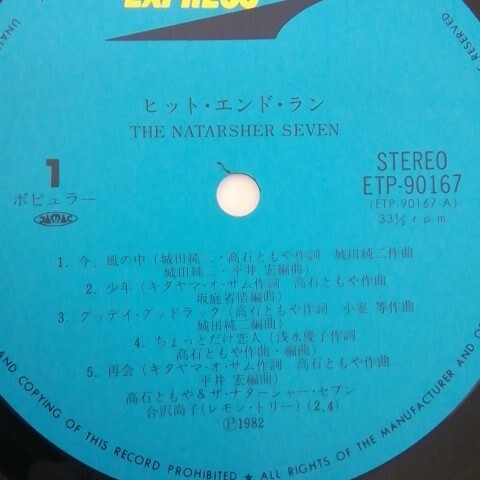 EXPRESS
ヒット・エンド・ラン
THE NATARSHER SEVEN
1
ポピュラー
JASRAC
STEREO
ETP-90167
(ETP-90167-A)
33⅓ r.p.m.
1. 今、風の中 (城田純二・高石ともや作詞 城田純二作曲
城田純二・平井 宏編曲)
2. 少年 (キタヤマ・オ・サム作詞 高石ともや作曲
坂庭省悟編曲)
3. グッデイ・グッドラック (高石ともや作詞 小室 等作曲
城田純二編曲)
4. ちょっとだけ恋人 (浅永優子作詞
高石ともや作曲・編曲)
5. 再会 (キタヤマ・オ・サム作詞 高石ともや作曲
平井 宏編曲)
高石ともや&ザ・ナターシャー・セブン
合沢尚子(レモン・トリー) (2.4)
Ⓟ1982
AND COPYING OF THIS RECORD PROHIBITED ★ ALL RIGHTS OF THE MANUFACTURER AND O
UNAU
RESERVED